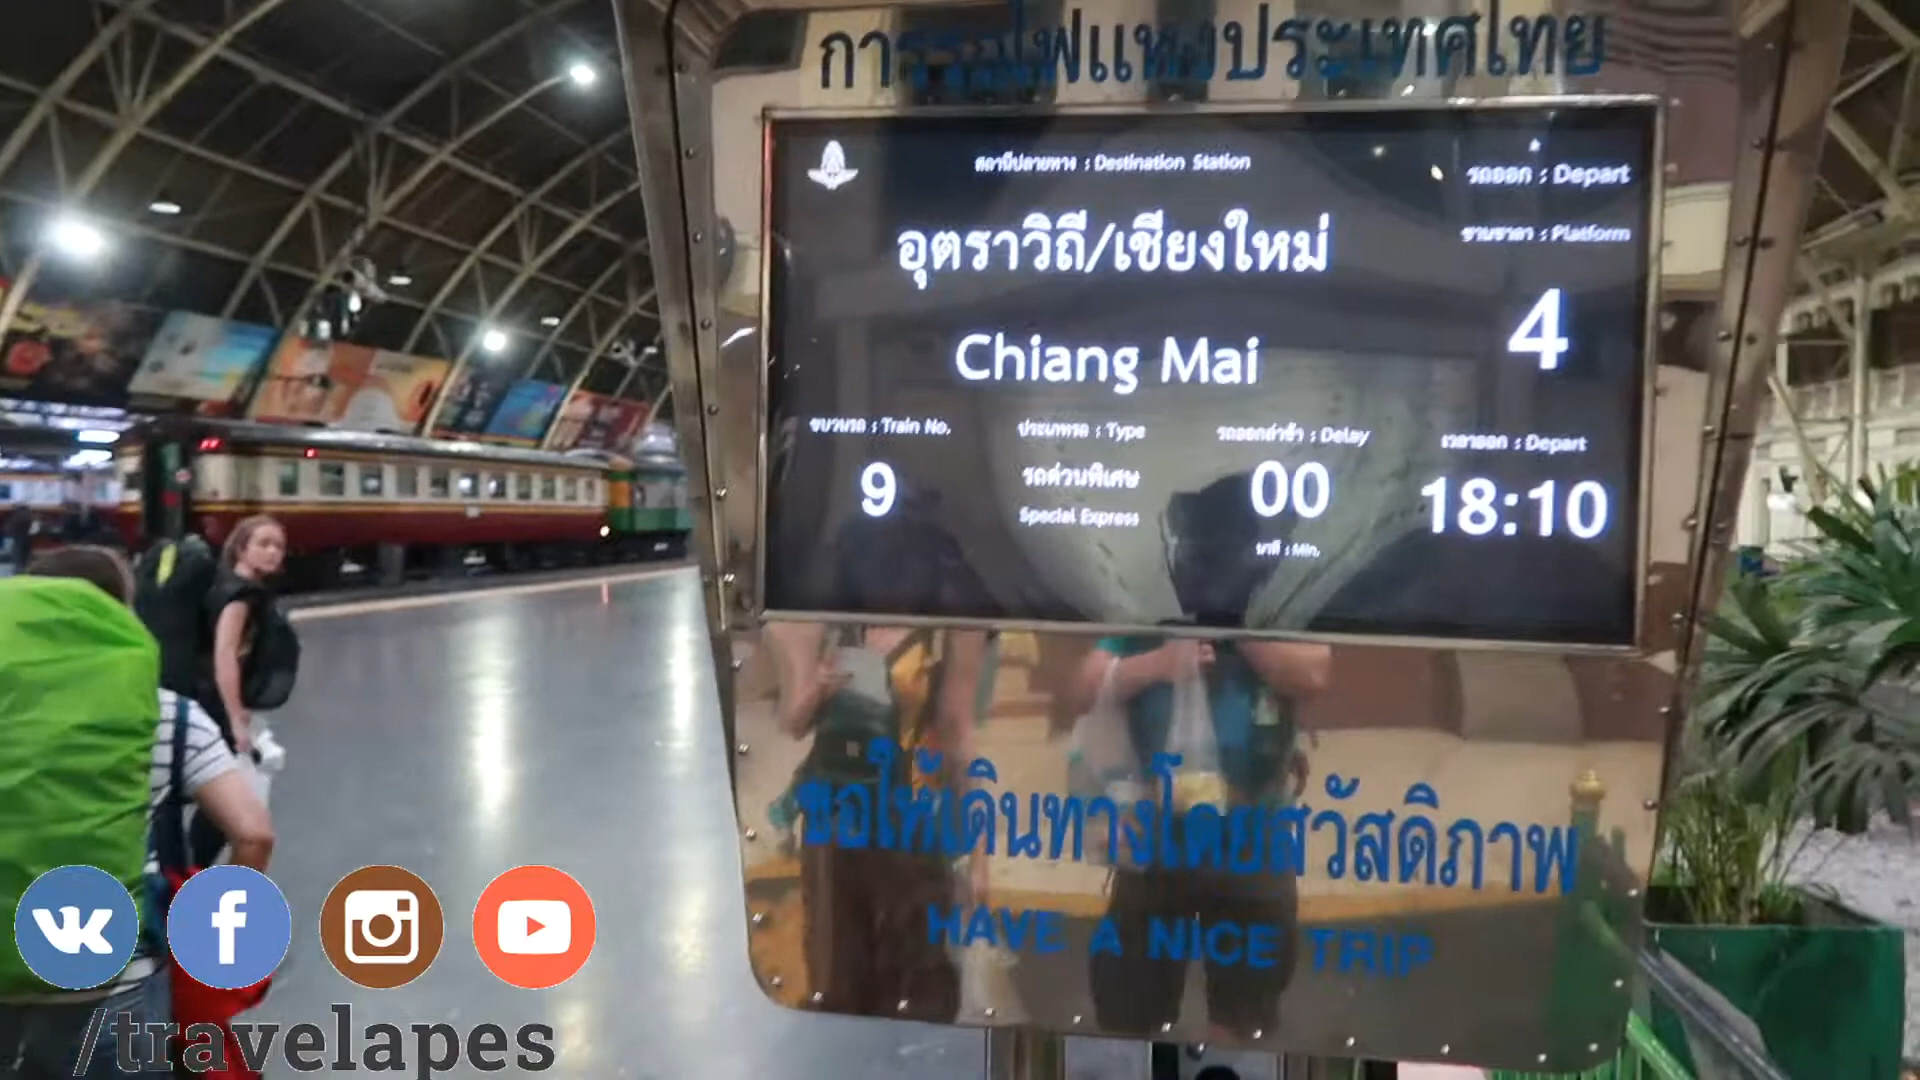 การรถไฟแห่งประเทศไทย
สถานีปลายทาง : Destination Station
รถออก : Depart
ชานชาลา : Platform
อุตราวิถี/เชียงใหม่
4
Chiang Mai
ขบวนรถ : Train No.
ประเภทรถ : Type
รถออกล่าช้า : Delay
เวลาออก : Depart
9
รถด่วนพิเศษ
00
18:10
Special Express
นาที : Min.
ขอให้เดินทางโดยสวัสดิภาพ
HAVE A NICE TRIP
/travelapes